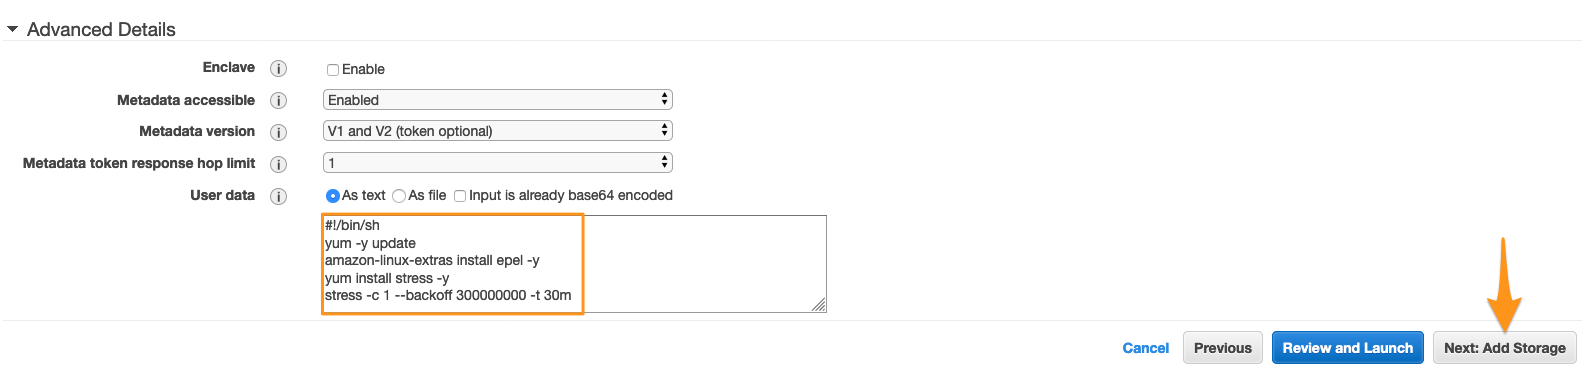 Advanced Details
Enclave i Enable
Metadata accessible i Enabled
Metadata version i V1 and V2 (token optional)
Metadata token response hop limit i 1
User data i As text As file Input is already base64 encoded
#!/bin/sh
yum -y update
amazon-linux-extras install epel -y
yum install stress -y
stress -c 1 --backoff 300000000 -t 30m
Cancel Previous Review and Launch Next: Add Storage